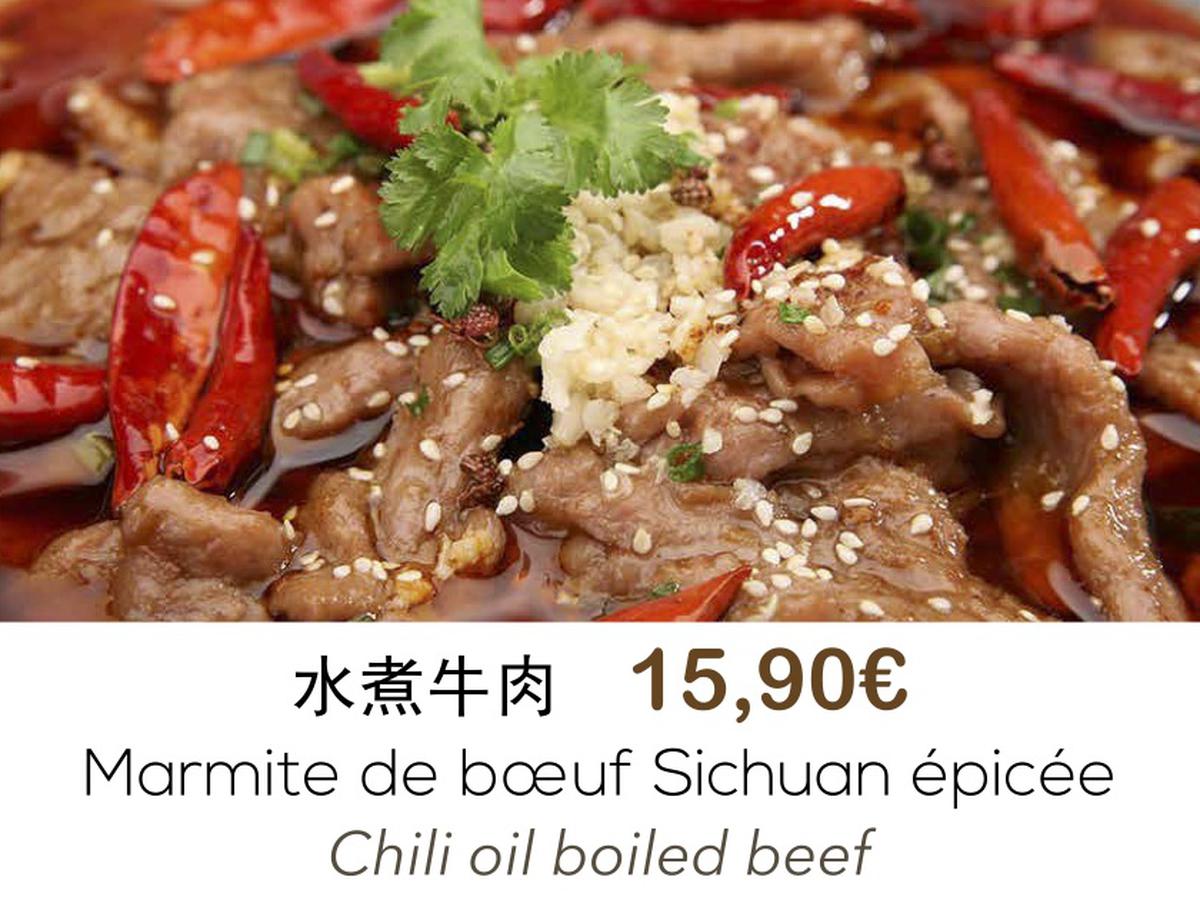 水煮牛肉 15,90€
Marmite de bœuf Sichuan épicée
Chili oil boiled beef